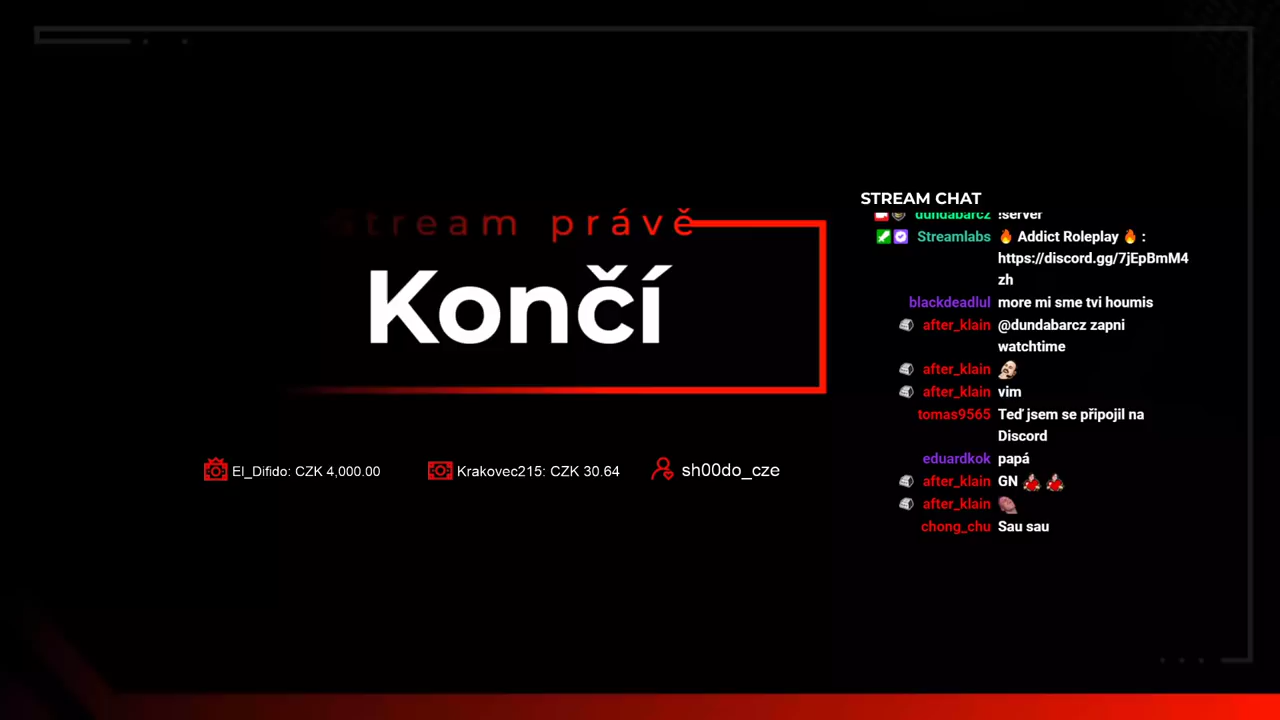 Stream právě
Končí
El_Difido: CZK 4,000.00
Krakovec215: CZK 30.64
sh00do_cze
STREAM CHAT
dundabarcz !server
Streamlabs 🔥 Addict Roleplay 🔥 :
https://discord.gg/7jEpBmM4
zh
blackdeadlul more mi sme tvi houmis
after_klain @dundabarcz zapni
watchtime
after_klain
after_klain vim
tomas9565 Teď jsem se připojil na
Discord
eduardkok papá
after_klain GN
after_klain
chong_chu Sau sau